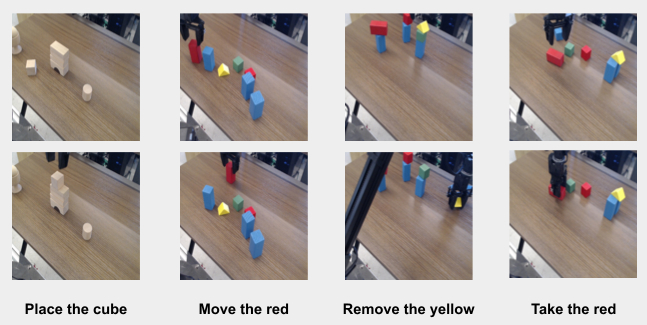 Place the cube
Move the red
Remove the yellow
Take the red